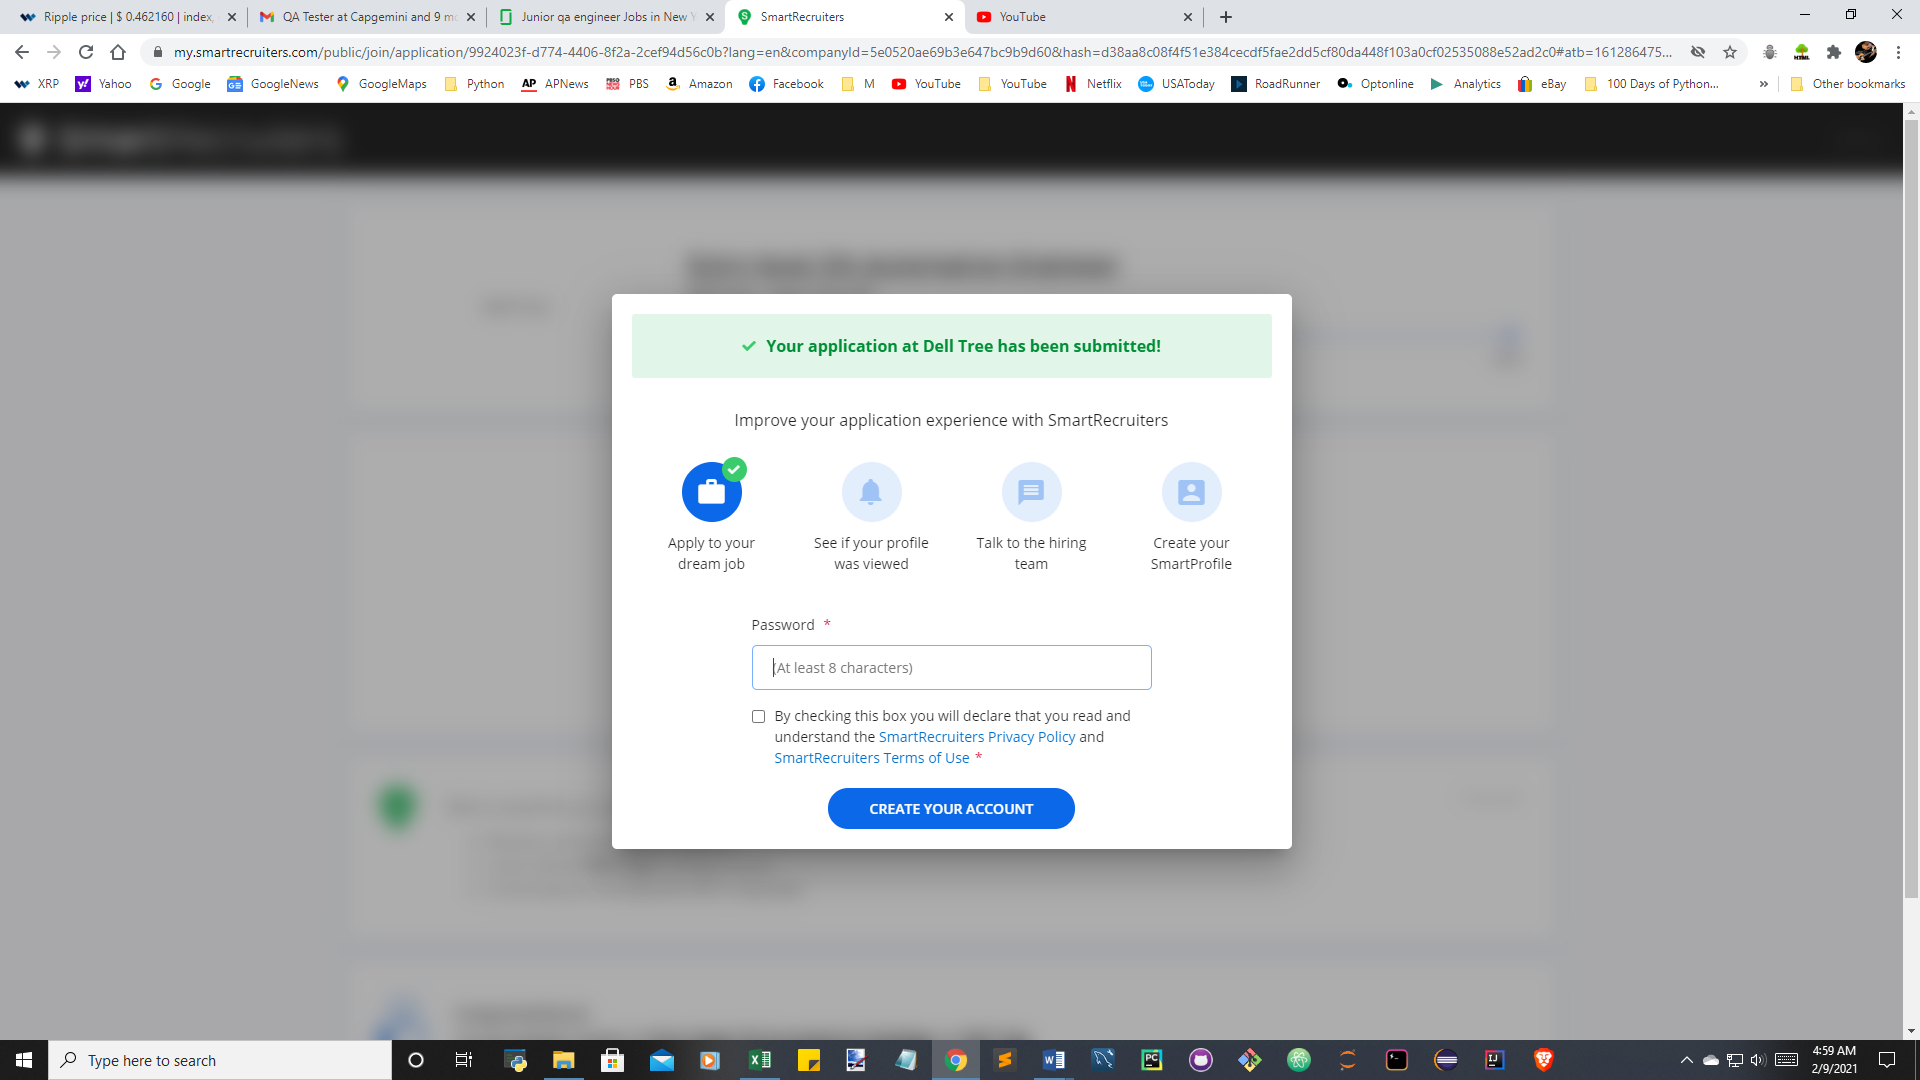 Ripple price | $ 0.462160 | index,
QA Tester at Capgemini and 9 mo
Junior qa engineer Jobs in New Y
SmartRecruiters
YouTube
my.smartrecruiters.com/public/join/application/9924023f-d774-4406-8f2a-2cef94d56c0b?lang=en&companyId=5e0520ae69b3e647bc9b9d60&hash=d38aa8c08f4f51e384cecdf5fae2dd5cf80da448f103a0cf02535088e52ad2c0#atb=161286475...
XRP Yahoo Google GoogleNews GoogleMaps Python APNews PBS Amazon Facebook M YouTube YouTube Netflix USAToday RoadRunner Optonline Analytics eBay 100 Days of Python... » Other bookmarks
Your application at Dell Tree has been submitted!
Improve your application experience with SmartRecruiters
Apply to your
dream job
See if your profile
was viewed
Talk to the hiring
team
Create your
SmartProfile
Password *
(At least 8 characters)
By checking this box you will declare that you read and
understand the SmartRecruiters Privacy Policy and
SmartRecruiters Terms of Use *
CREATE YOUR ACCOUNT
Type here to search
4:59 AM
2/9/2021